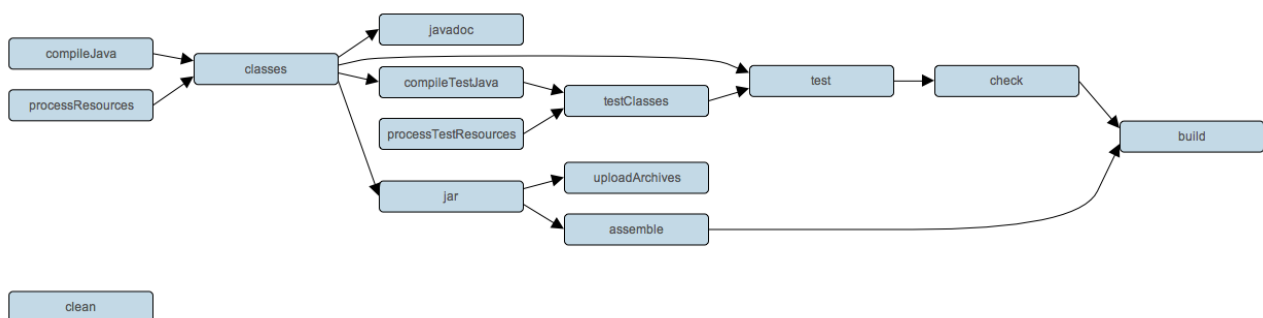 compileJava
processResources
classes
javadoc
compileTestJava
processTestResources
jar
testClasses
uploadArchives
assemble
test
check
build
clean